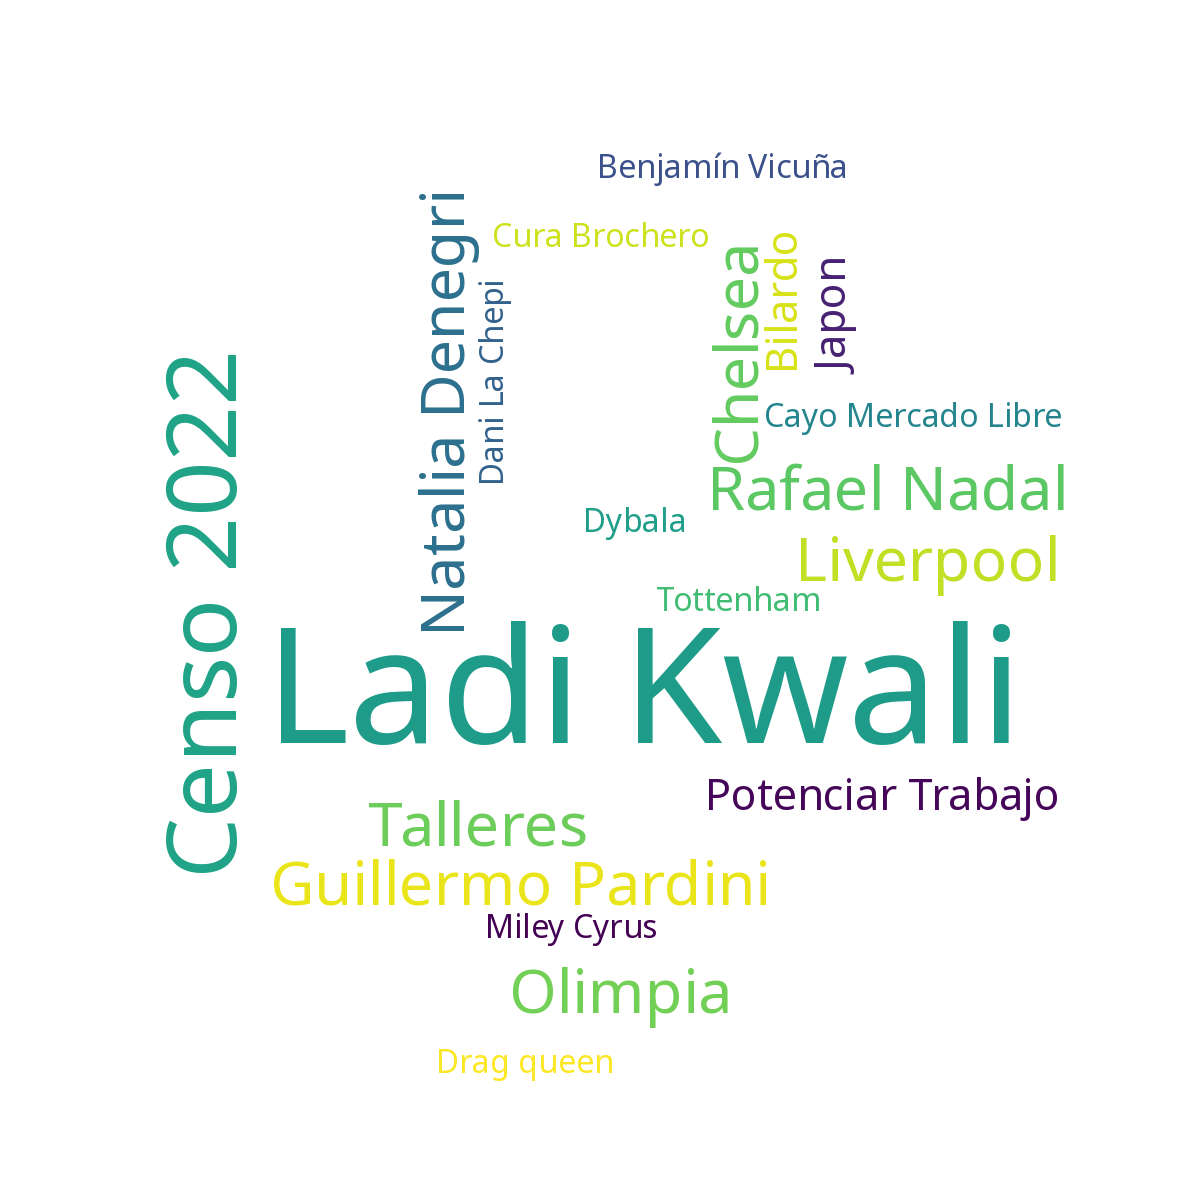 Benjamín Vicuña
Cura Brochero
Natalia Denegri
Dani La Chepi
Chelsea
Bilardo
Japon
Censo 2022
Cayo Mercado Libre
Rafael Nadal
Dybala
Liverpool
Tottenham
Ladi Kwali
Potenciar Trabajo
Talleres
Guillermo Pardini
Miley Cyrus
Olimpia
Drag queen